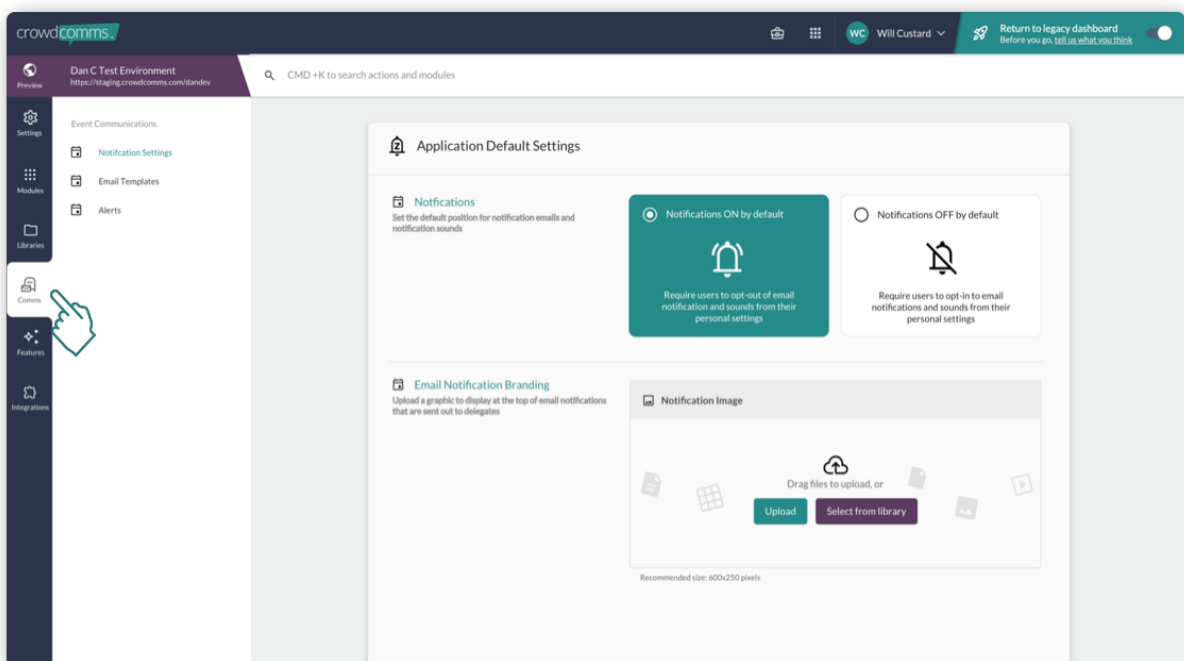 crowdcomms.
WC
Will Custard
Return to legacy dashboard
Before you go, tell us what you think
Preview
Dan C Test Environment
https://staging.crowdcomms.com/dandev
CMD +K to search actions and modules
Settings
Modules
Libraries
Comms
Features
Integrations
Event Communications
Notifcation Settings
Email Templates
Alerts
Application Default Settings
Notfications
Set the default position for notification emails and
notification sounds
Notifications ON by default
Require users to opt-out of email
notification and sounds from their
personal settings
Notifications OFF by default
Require users to opt-in to email
notifications and sounds from their
personal settings
Email Notification Branding
Upload a graphic to display at the top of email notifications
that are sent out to delegates
Notification Image
Drag files to upload, or
Upload
Select from library
Recommended size: 600x250 pixels